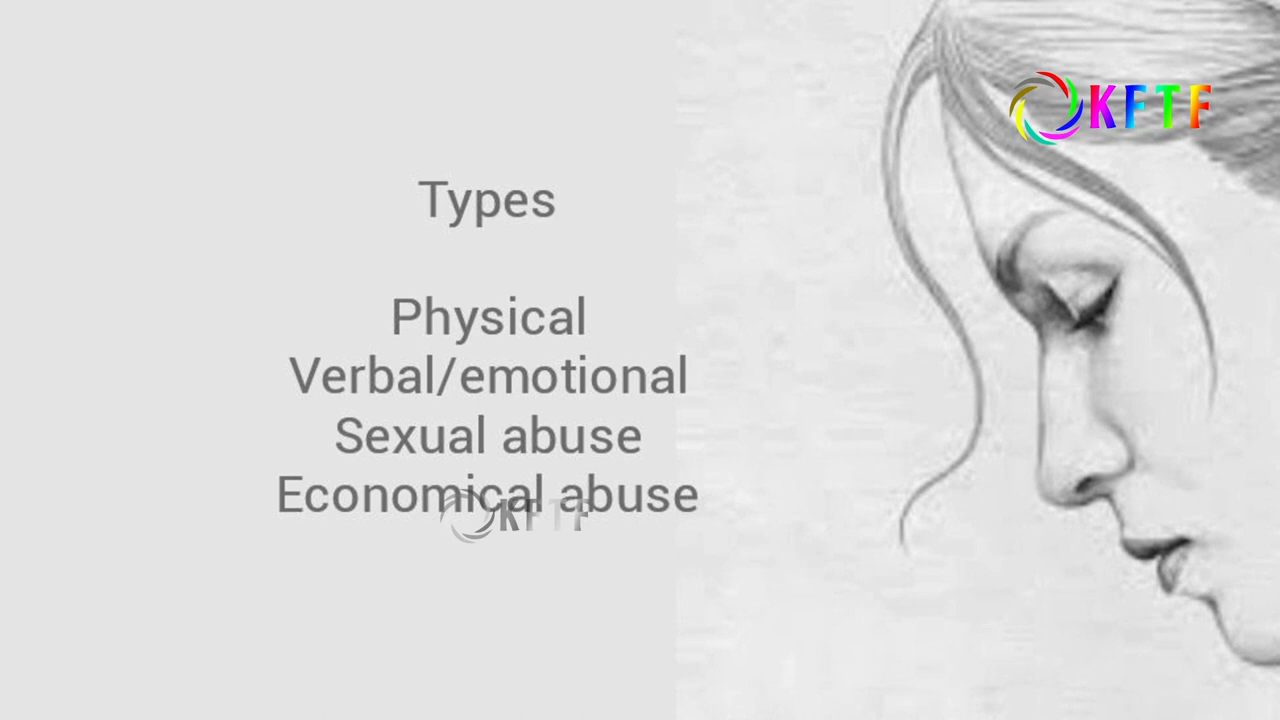 KFTF
Types
Physical
Verbal/emotional
Sexual abuse
Economical abuse
KFTF